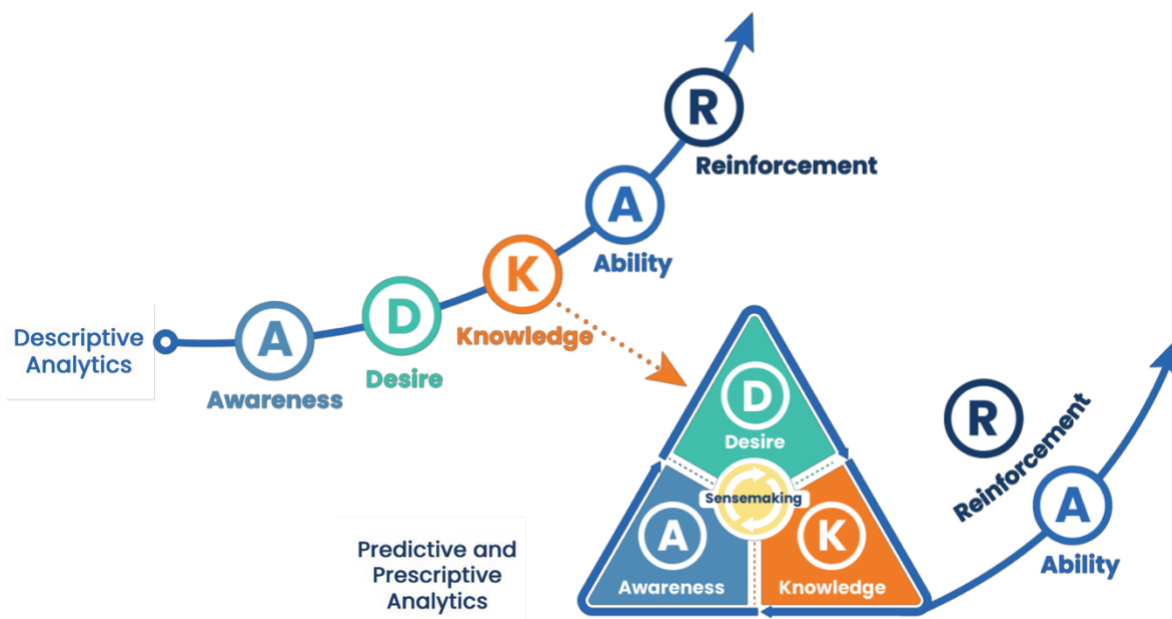 R
Reinforcement
A
Ability
K
Knowledge
D
Desire
A
Awareness
Descriptive
Analytics
D
Desire
Sensemaking
A
Awareness
K
Knowledge
R
Reinforcement
A
Ability
Predictive and
Prescriptive
Analytics